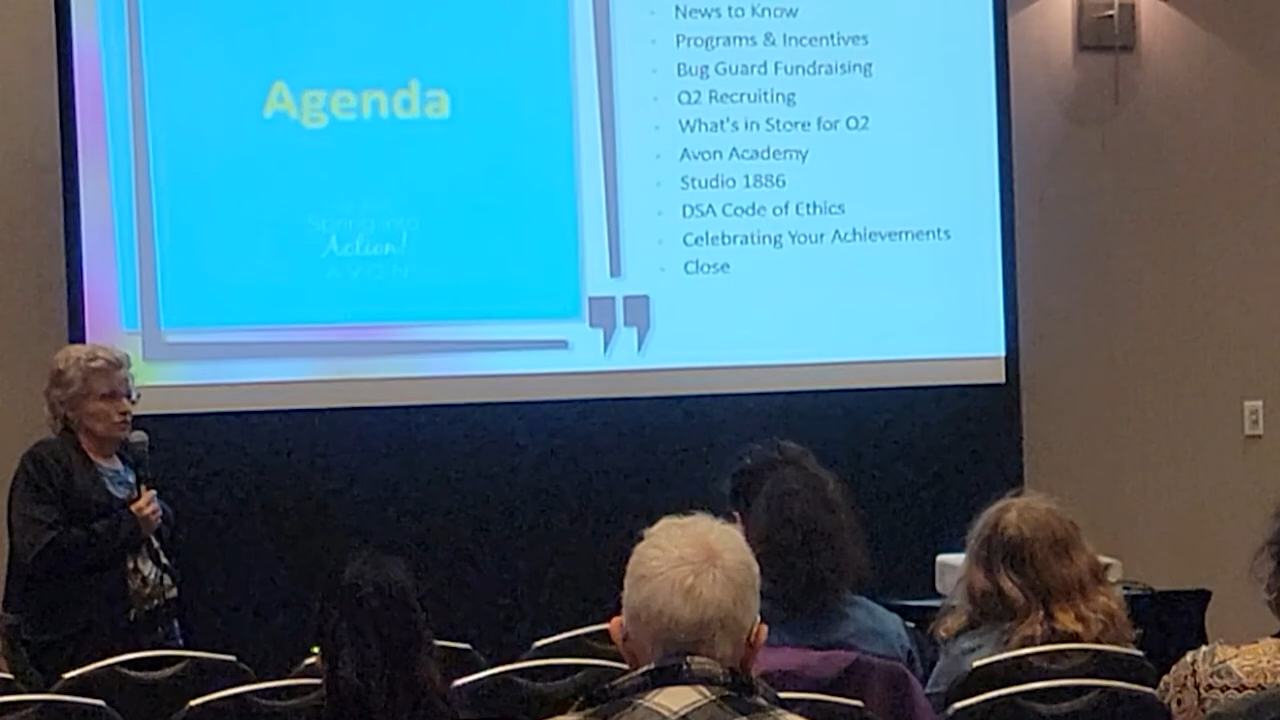 Agenda
Spring into
Action!
AVON
News to Know
Programs & Incentives
Bug Guard Fundraising
Q2 Recruiting
What's in Store for Q2
Avon Academy
Studio 1886
DSA Code of Ethics
Celebrating Your Achievements
Close